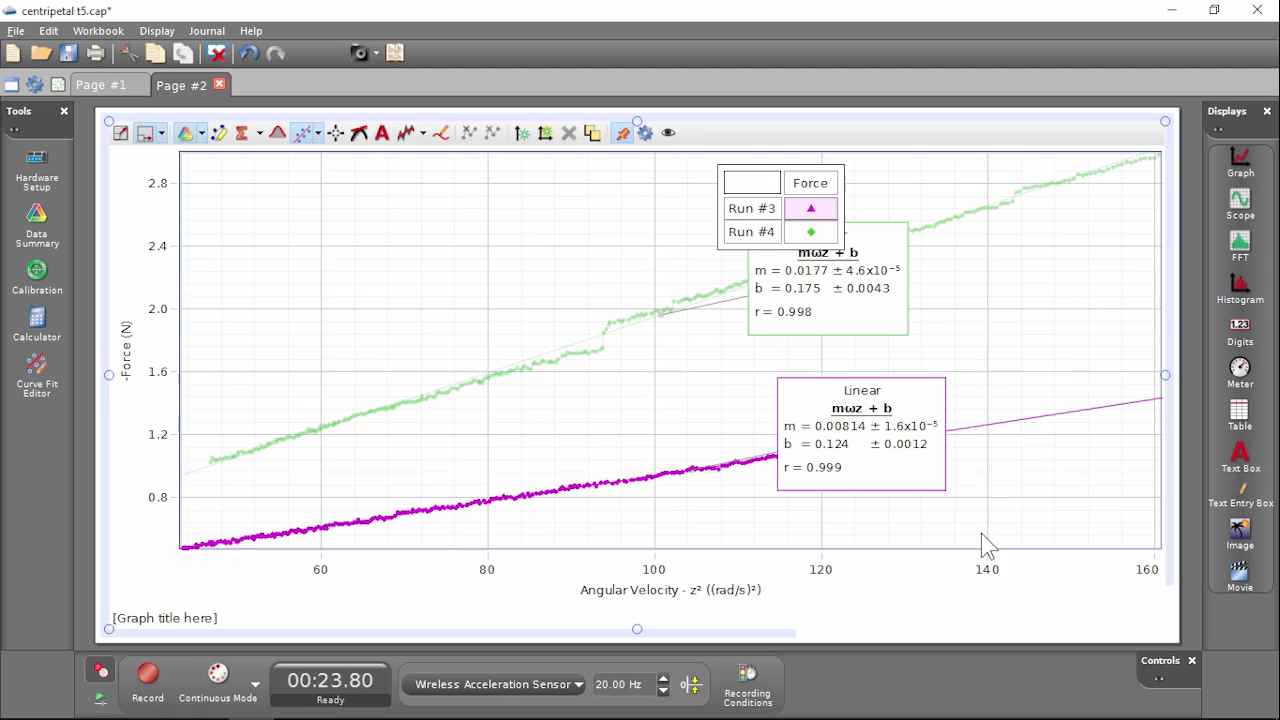 centripetal t5.cap*
File Edit Workbook Display Journal Help
Page #1 Page #2
Tools
Hardware
Setup
Data
Summary
Calibration
Calculator
Curve Fit
Editor
-Force (N)
2.8
2.4
2.0
1.6
1.2
0.8
Force
Run #3
Run #4
mωz + b
m = 0.0177 ± 4.6x10⁻⁵
b = 0.175 ± 0.0043
r = 0.998
Linear
mωz + b
m = 0.00814 ± 1.6x10⁻⁵
b = 0.124 ± 0.0012
r = 0.999
60 80 100 120 140 160
Angular Velocity - z² ((rad/s)²)
[Graph title here]
Displays
Graph
Scope
FFT
Histogram
1.23
Digits
Meter
Table
Text Box
Text Entry Box
Image
Movie
Controls
Record
Continuous Mode
00:23.80
Ready
Wireless Acceleration Sensor
20.00 Hz
Recording
Conditions